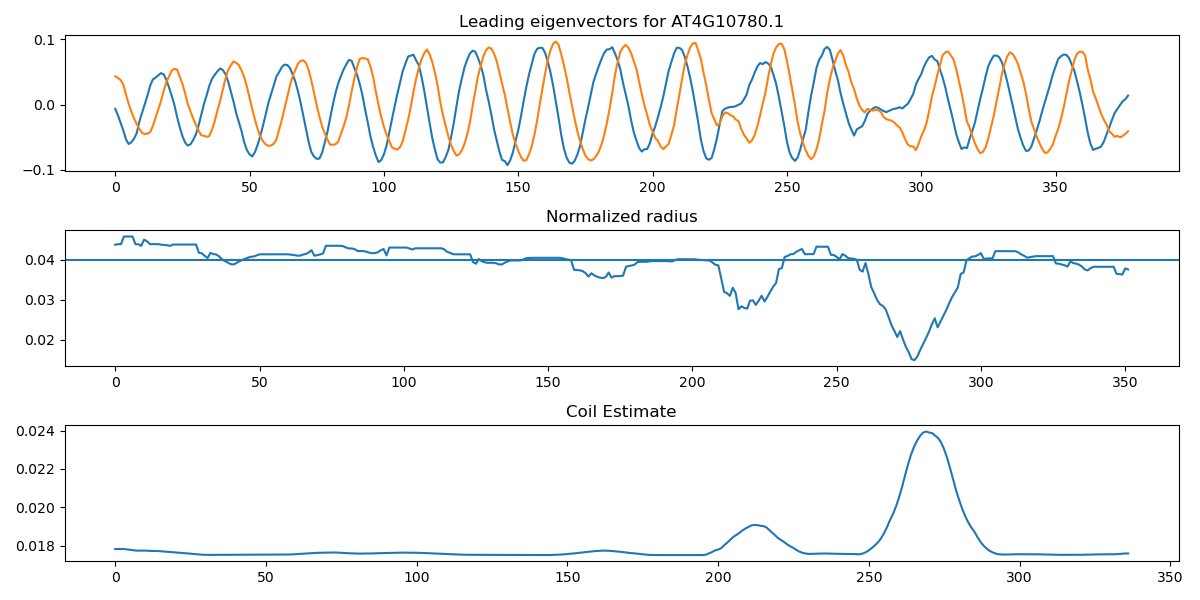 Leading eigenvectors for AT4G10780.1
0.1
0.0
−0.1
0 50 100 150 200 250 300 350
Normalized radius
0.04
0.03
0.02
0 50 100 150 200 250 300 350
Coil Estimate
0.024
0.022
0.020
0.018
0 50 100 150 200 250 300 350